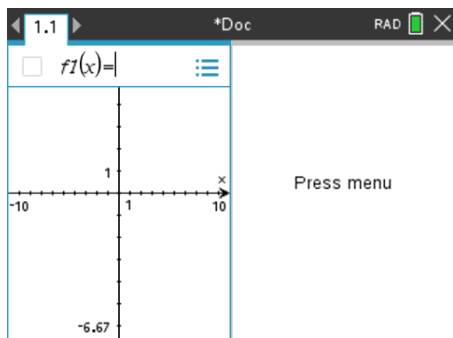 1.1
*Doc
RAD
f1(x)=
1
x
-10
1
10
Press menu
-6.67